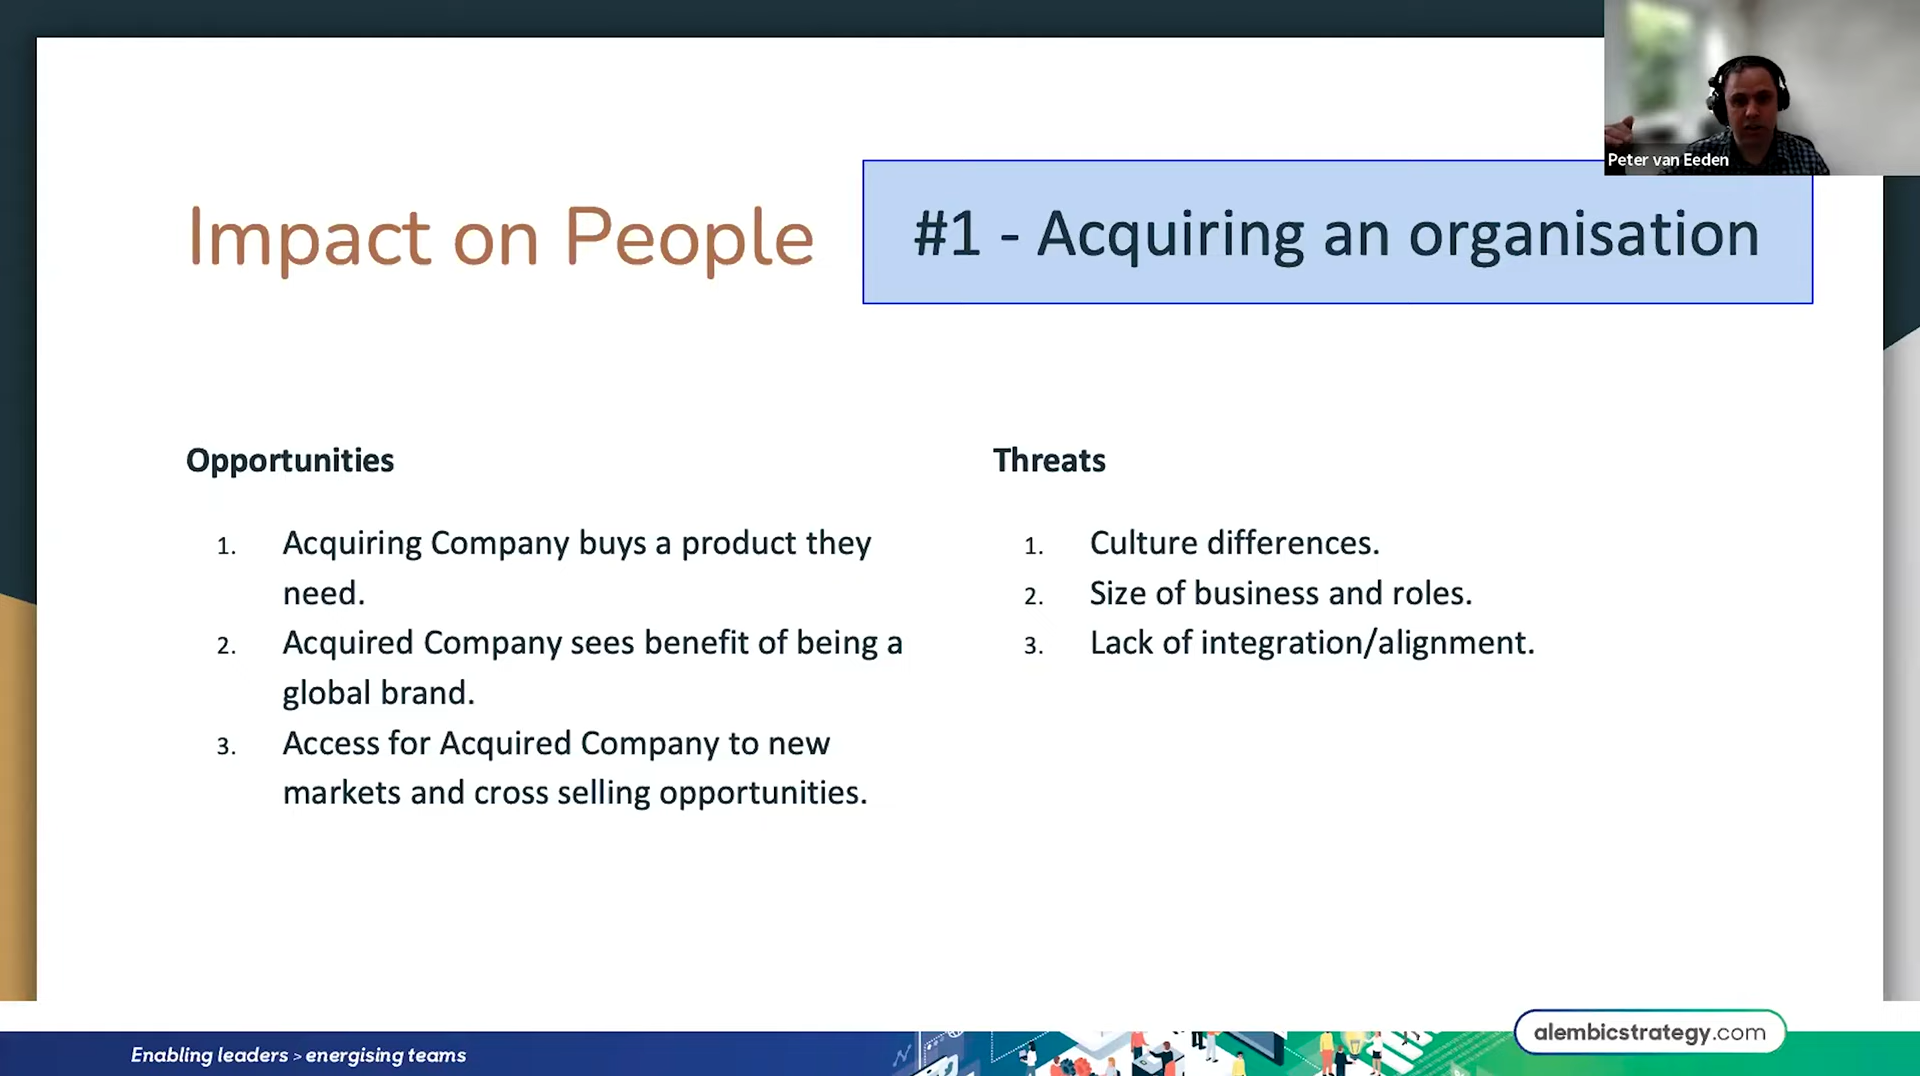 Peter van Eeden
Impact on People
#1 - Acquiring an organisation
Opportunities
1. Acquiring Company buys a product they
need.
2. Acquired Company sees benefit of being a
global brand.
3. Access for Acquired Company to new
markets and cross selling opportunities.
Threats
1. Culture differences.
2. Size of business and roles.
3. Lack of integration/alignment.
Enabling leaders > energising teams
alembicstrategy.com